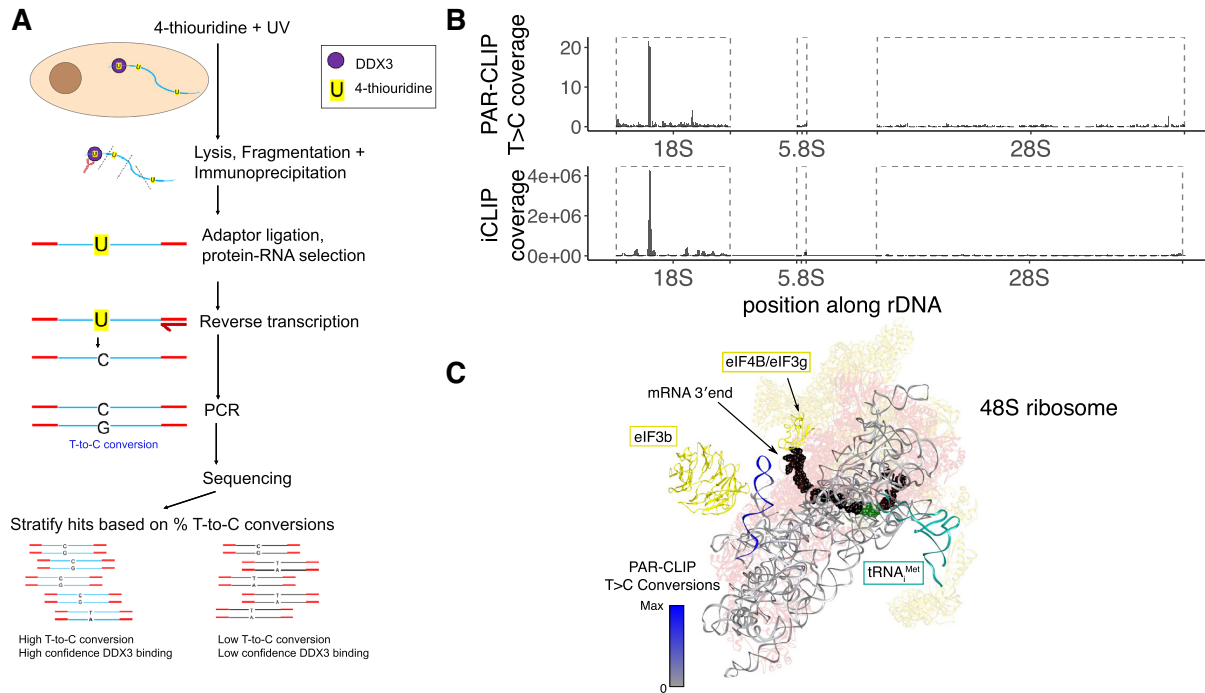 A
4-thiouridine + UV
U
U
U
DDX3
U
4-thiouridine
U
U
U
Lysis, Fragmentation +
Immunoprecipitation
U
Adaptor ligation,
protein-RNA selection
U
Reverse transcription
C
C
G
PCR
T-to-C conversion
Sequencing
Stratify hits based on % T-to-C conversions
C
G
C
G
C
G
C
G
T
A
C
G
T
A
T
A
T
A
T
A
High T-to-C conversion
High confidence DDX3 binding
Low T-to-C conversion
Low confidence DDX3 binding
B
PAR-CLIP
T>C coverage
20
10
0
18S
5.8S
28S
iCLIP
coverage
4e+06
2e+06
0e+00
18S
5.8S
28S
position along rDNA
C
eIF4B/eIF3g
mRNA 3′end
eIF3b
48S ribosome
tRNAiMet
PAR-CLIP
T>C Conversions
Max
0